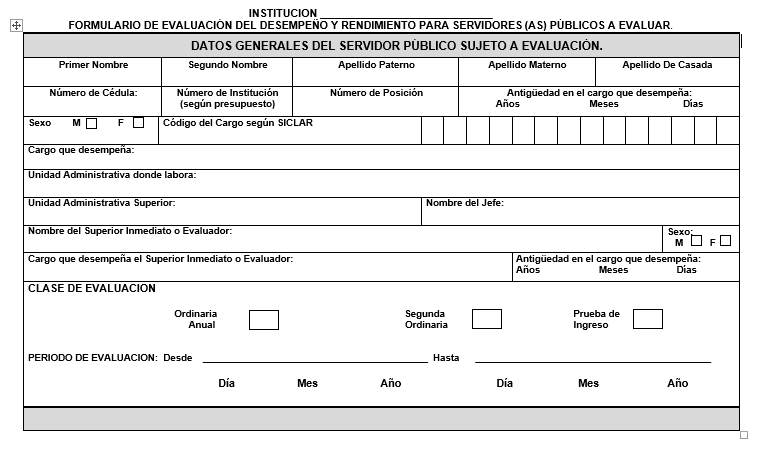 INSTITUCION
FORMULARIO DE EVALUACIÓN DEL DESEMPEÑO Y RENDIMIENTO PARA SERVIDORES (AS) PÚBLICOS A EVALUAR.
DATOS GENERALES DEL SERVIDOR PÚBLICO SUJETO A EVALUACIÓN.
Primer Nombre Segundo Nombre Apellido Paterno Apellido Materno Apellido De Casada
Número de Cédula: Número de Institución Número de Posición Antigüedad en el cargo que desempeña:
(según presupuesto) Años Meses Días
Sexo M F Código del Cargo según SICLAR
Cargo que desempeña:
Unidad Administrativa donde labora:
Unidad Administrativa Superior: Nombre del Jefe:
Nombre del Superior Inmediato o Evaluador: Sexo:
M F
Cargo que desempeña el Superior Inmediato o Evaluador: Antigüedad en el cargo que desempeña:
Años Meses Días
CLASE DE EVALUACION
Ordinaria Segunda Prueba de
Anual Ordinaria Ingreso
PERIODO DE EVALUACION: Desde Hasta
Día Mes Año Día Mes Año